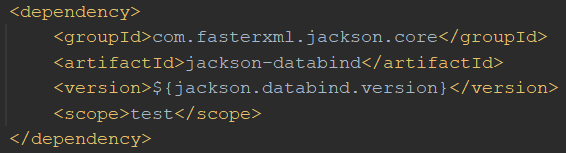 <dependency>
    <groupId>com.fasterxml.jackson.core</groupId>
    <artifactId>jackson-databind</artifactId>
    <version>${jackson.databind.version}</version>
    <scope>test</scope>
</dependency>